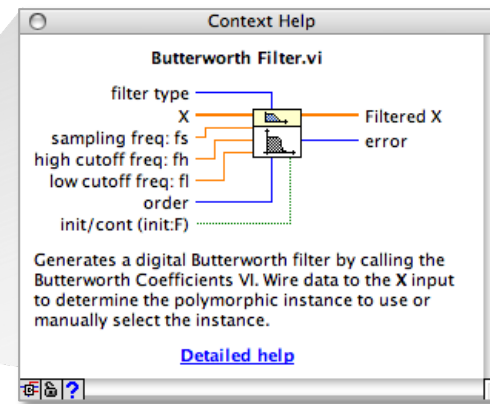 Context Help
Butterworth Filter.vi
filter type
X
Filtered X
sampling freq: fs
error
high cutoff freq: fh
low cutoff freq: fl
order
init/cont (init:F)
Generates a digital Butterworth filter by calling the
Butterworth Coefficients VI. Wire data to the X input
to determine the polymorphic instance to use or
manually select the instance.
Detailed help
?